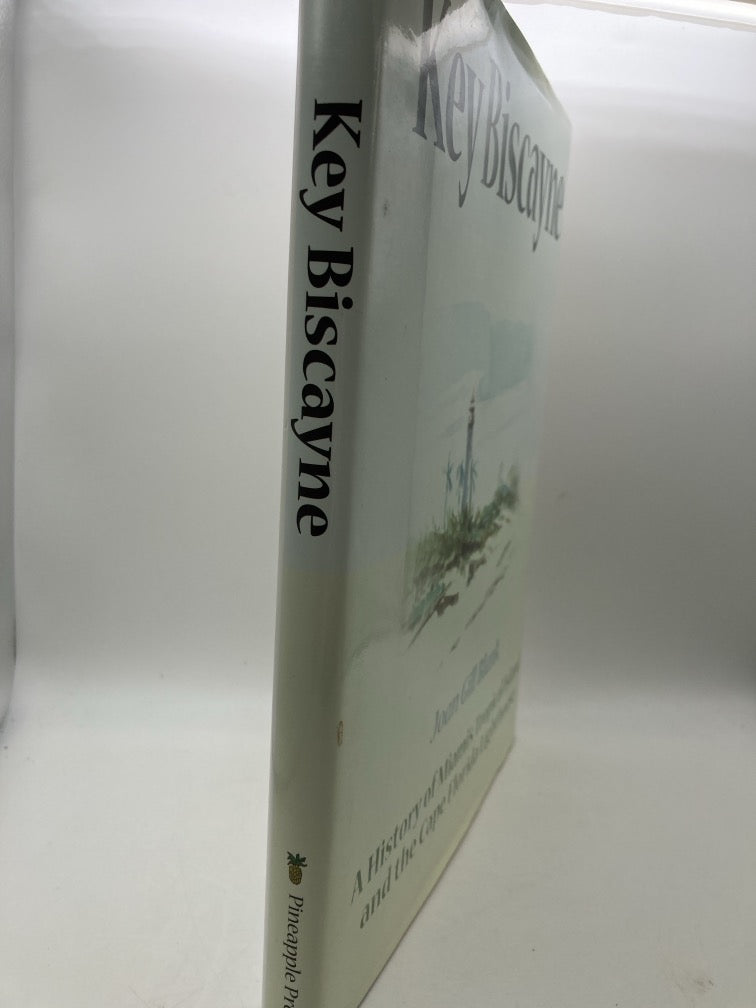 Key Biscayne
Pineapple Pr
Key Biscayne
Joan Gill Blank
A History of Miami's Tropical Island
and the Cape Florida Lighthouse